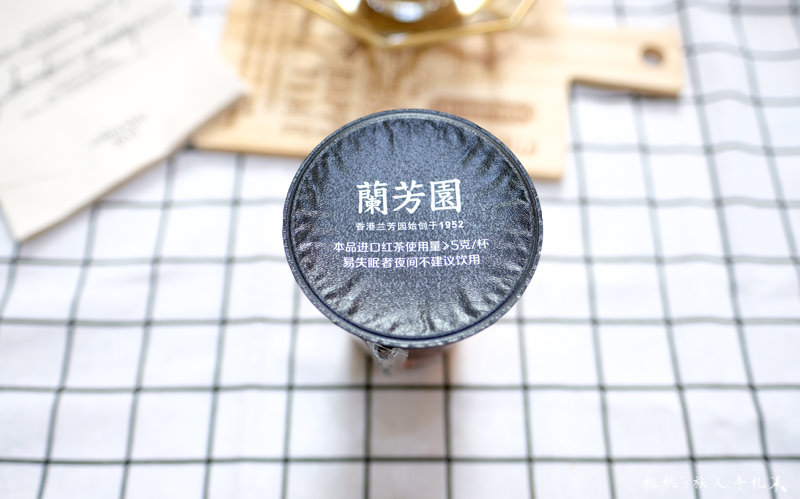 蘭芳園
香港兰芳园始创于1952
本品进口红茶使用量≥5克/杯
易失眠者夜间不建议饮用